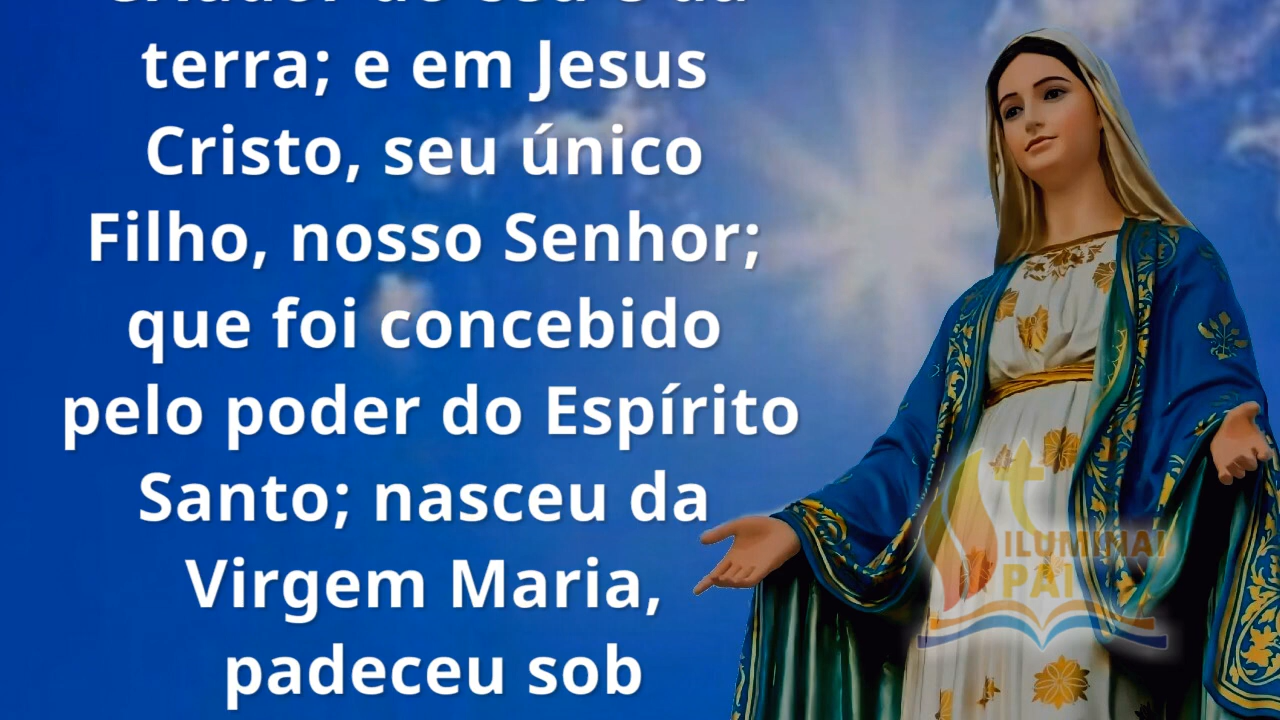 terra; e em Jesus
Cristo, seu único
Filho, nosso Senhor;
que foi concebido
pelo poder do Espírito
Santo; nasceu da
Virgem Maria,
padeceu sob
ILUMINAI
PAI